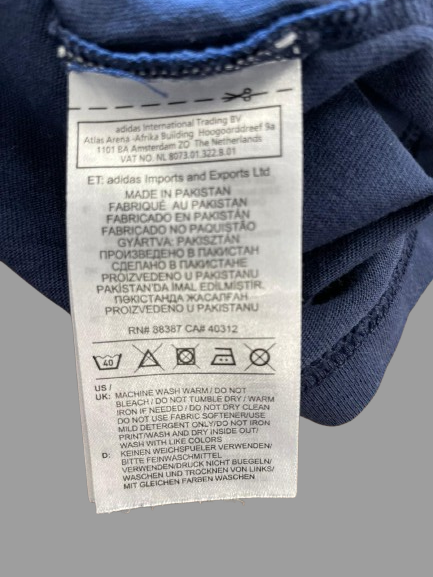 adidas International Trading BV
Atlas Arena -Afrika Building Hoogoorddreef 9a
1101 BA Amsterdam ZO The Netherlands
VAT NO. NL 8073.01.322.B.01
ET: adidas Imports and Exports Ltd
MADE IN PAKISTAN
FABRIQUÉ AU PAKISTAN
FABRICADO EN PAKISTÁN
FABRICADO NO PAQUISTÃO
GYÁRTVA: PAKISZTÁN
ПРОИЗВЕДЕНО В ПАКИСТАН
СДЕЛАНО В ПАКИСТАНЕ
PROIZVEDENO U PAKISTANU
PAKİSTAN'DA İMAL EDİLMİŞTİR.
ПӘКІСТАНДА ЖАСАЛҒАН
PROIZVEDENO U PAKISTANU
RN# 88387 CA# 40312
40
US /
UK: MACHINE WASH WARM / DO NOT
BLEACH / DO NOT TUMBLE DRY / WARM
IRON IF NEEDED / DO NOT DRY CLEAN
DO NOT USE FABRIC SOFTENER/USE
MILD DETERGENT ONLY/DO NOT IRON
PRINT/WASH AND DRY INSIDE OUT/
WASH WITH LIKE COLORS
D: KEINEN WEICHSPUELER VERWENDEN/
BITTE FEINWASCHMITTEL
VERWENDEN/DRUCK NICHT BUEGELN/
WASCHEN UND TROCKNEN VON LINKS/
MIT GLEICHEN FARBEN WASCHEN